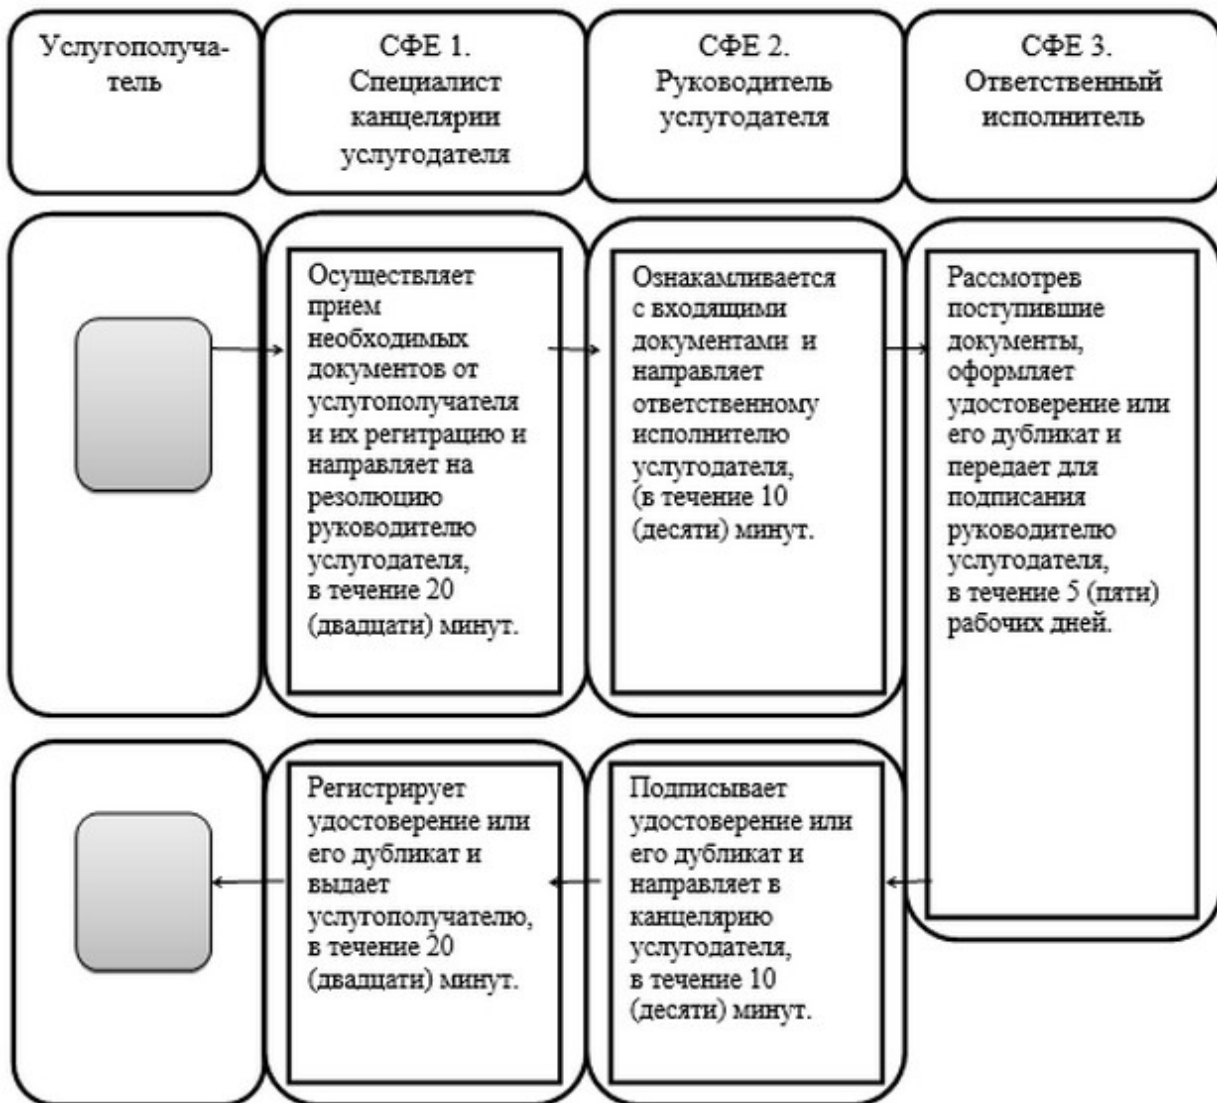 Услугополуча-
тель
СФЕ 1.
Специалист
канцелярии
услугодателя
СФЕ 2.
Руководитель
услугодателя
СФЕ 3.
Ответственный
исполнитель
Осуществляет
прием
необходимых
документов от
услугополучателя
и их регитрацию и
направляет на
резолюцию
руководителю
услугодателя,
в течение 20
(двадцати) минут.
Ознакамливается
с входящими
документами и
направляет
ответственному
исполнителю
услугодателя,
(в течение 10
(десяти) минут.
Рассмотрев
поступившие
документы,
оформляет
удостоверение или
его дубликат и
передает для
подписания
руководителю
услугодателя,
в течение 5 (пяти)
рабочих дней.
Регистрирует
удостоверение или
его дубликат и
выдает
услугополучателю,
в течение 20
(двадцати) минут.
Подписывает
удостоверение или
его дубликат и
направляет в
канцелярию
услугодателя,
в течение 10
(десяти) минут.